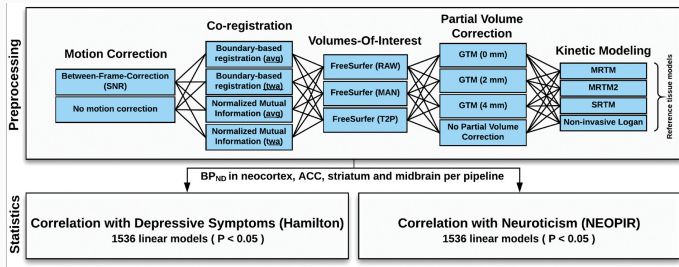 Preprocessing
Motion Correction
Between-Frame-Correction
(SNR)
No motion correction
Co-registration
Boundary-based
registration (avg)
Boundary-based
registration (twa)
Normalized Mutual
Information (avg)
Normalized Mutual
Information (twa)
Volumes-Of-Interest
FreeSurfer (RAW)
FreeSurfer (MAN)
FreeSurfer (T2P)
Partial Volume
Correction
GTM (0 mm)
GTM (2 mm)
GTM (4 mm)
No Partial Volume
Correction
Kinetic Modeling
MRTM
MRTM2
SRTM
Non-invasive Logan
Reference tissue models
BPND in neocortex, ACC, striatum and midbrain per pipeline
Statistics
Correlation with Depressive Symptoms (Hamilton)
1536 linear models ( P < 0.05 )
Correlation with Neuroticism (NEOPIR)
1536 linear models ( P < 0.05 )